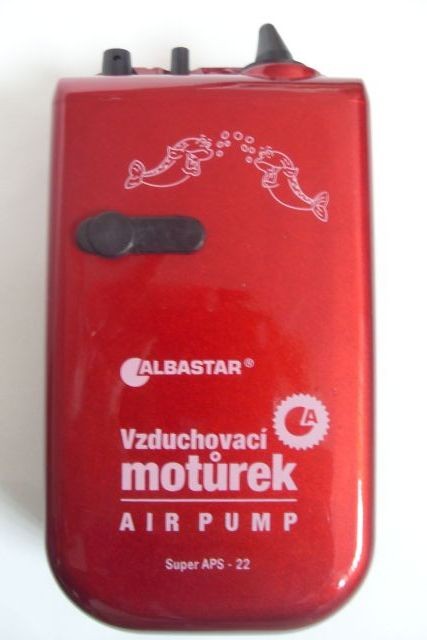 ALBASTAR®
A
Vzduchovací
motůrek
AIR PUMP
Super APS - 22